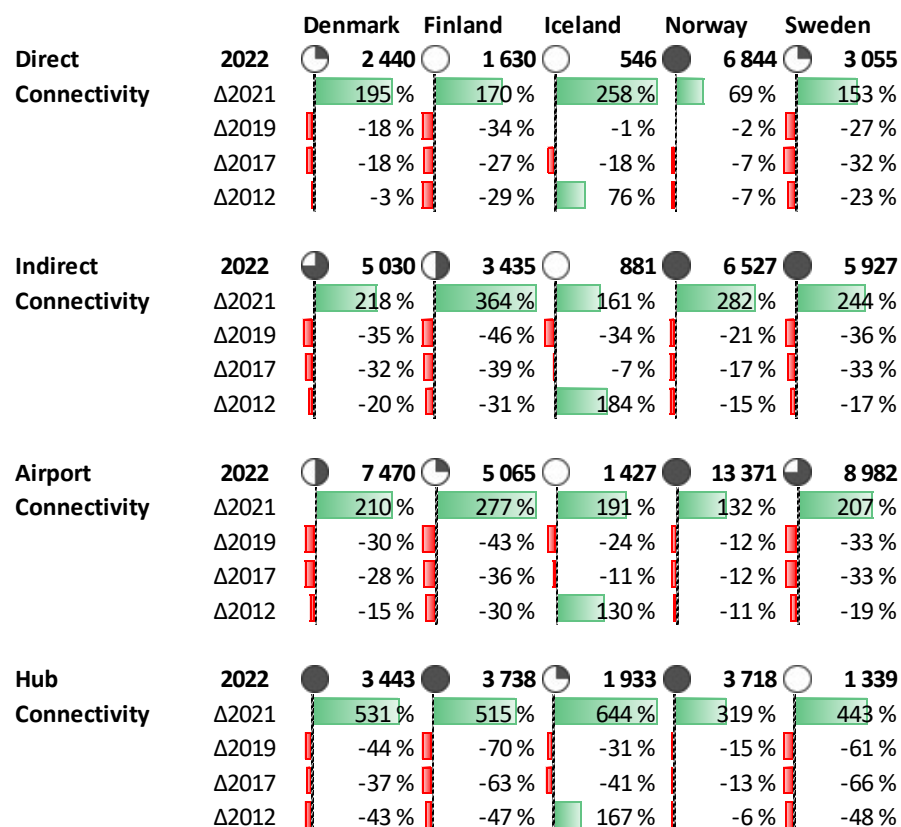 Denmark Finland Iceland Norway Sweden
Direct 2022 2 440 1 630 546 6 844 3 055
Connectivity Δ2021 195 % 170 % 258 % 69 % 153 %
Δ2019 -18 % -34 % -1 % -2 % -27 %
Δ2017 -18 % -27 % -18 % -7 % -32 %
Δ2012 -3 % -29 % 76 % -7 % -23 %
Indirect 2022 5 030 3 435 881 6 527 5 927
Connectivity Δ2021 218 % 364 % 161 % 282 % 244 %
Δ2019 -35 % -46 % -34 % -21 % -36 %
Δ2017 -32 % -39 % -7 % -17 % -33 %
Δ2012 -20 % -31 % 184 % -15 % -17 %
Airport 2022 7 470 5 065 1 427 13 371 8 982
Connectivity Δ2021 210 % 277 % 191 % 132 % 207 %
Δ2019 -30 % -43 % -24 % -12 % -33 %
Δ2017 -28 % -36 % -11 % -12 % -33 %
Δ2012 -15 % -30 % 130 % -11 % -19 %
Hub 2022 3 443 3 738 1 933 3 718 1 339
Connectivity Δ2021 531 % 515 % 644 % 319 % 443 %
Δ2019 -44 % -70 % -31 % -15 % -61 %
Δ2017 -37 % -63 % -41 % -13 % -66 %
Δ2012 -43 % -47 % 167 % -6 % -48 %